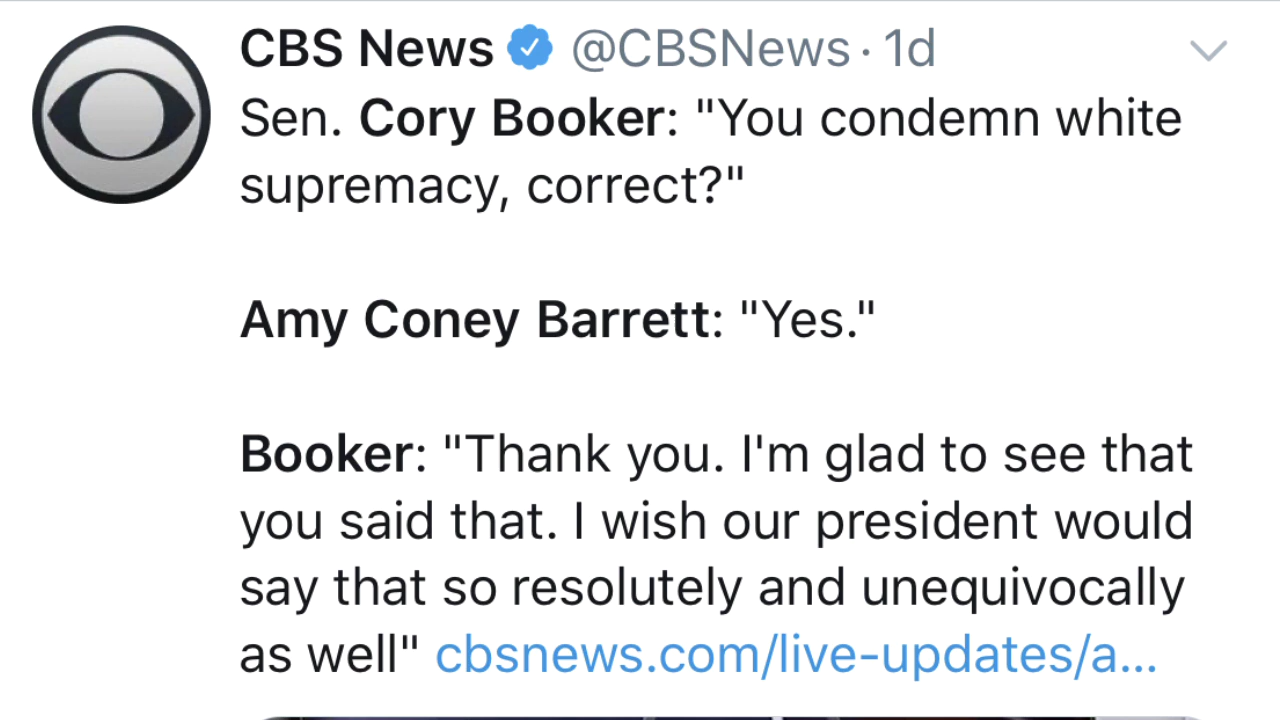 CBS News @CBSNews · 1d
Sen. Cory Booker: "You condemn white
supremacy, correct?"
Amy Coney Barrett: "Yes."
Booker: "Thank you. I'm glad to see that
you said that. I wish our president would
say that so resolutely and unequivocally
as well" cbsnews.com/live-updates/a...